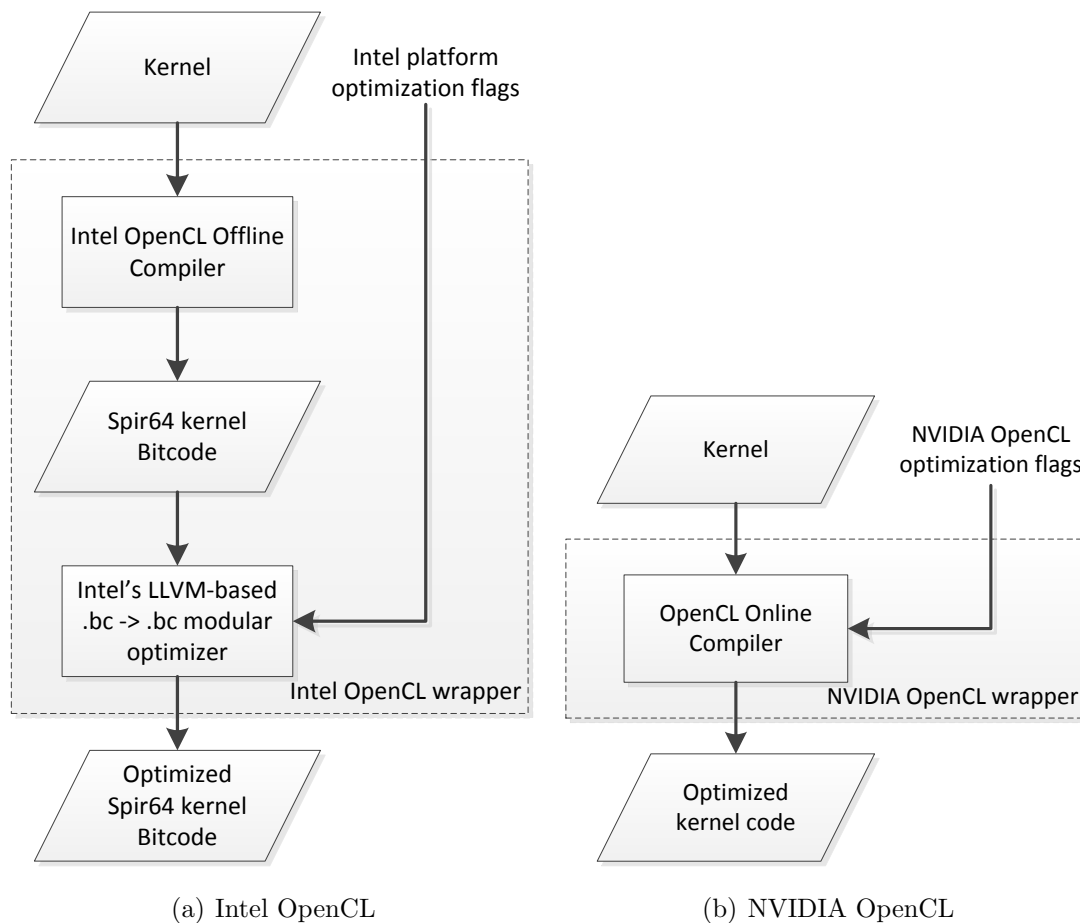 Kernel
Intel platform
optimization flags
Intel OpenCL Offline
Compiler
Spir64 kernel
Bitcode
Intel's LLVM-based
.bc -> .bc modular
optimizer
Intel OpenCL wrapper
Optimized
Spir64 kernel
Bitcode
(a) Intel OpenCL
Kernel
NVIDIA OpenCL
optimization flags
OpenCL Online
Compiler
NVIDIA OpenCL wrapper
Optimized
kernel code
(b) NVIDIA OpenCL